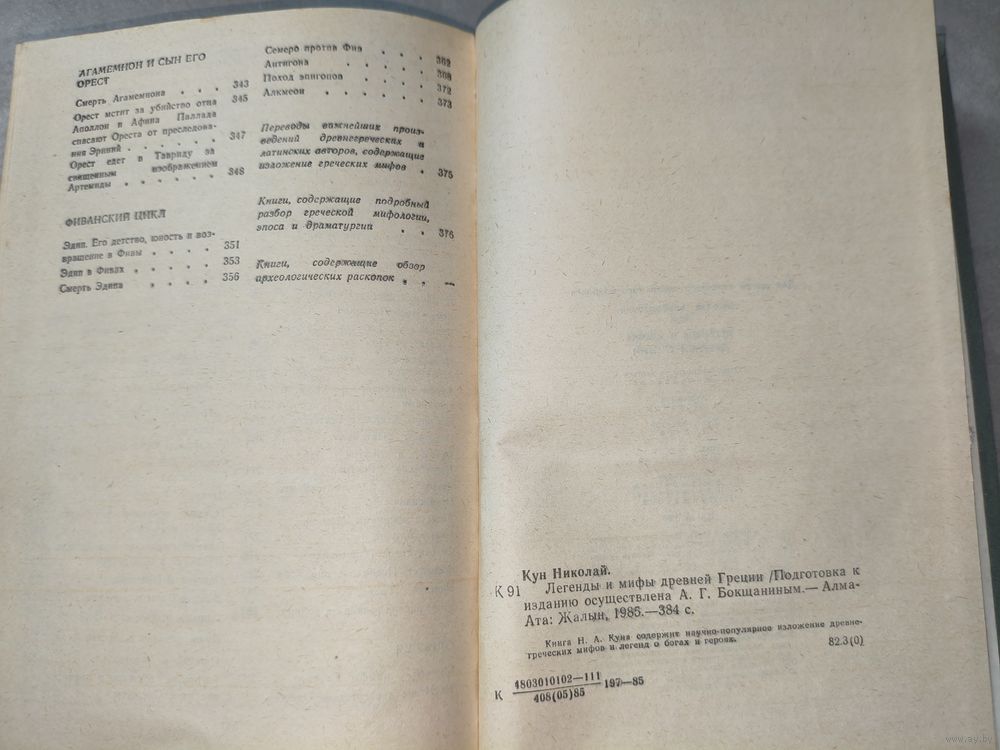 АГАМЕМНОН И СЫН ЕГО
ОРЕСТ
Смерть Агамемнона . . . 343
Орест мстит за убийство отца 345
Аполлон и Афина Паллада
спасают Ореста от преследова-
ния Эриний . . . . . 347
Орест едет в Тавриду за
священным изображением
Артемиды . . . . . . 348
ФИВАНСКИЙ ЦИКЛ
Эдип. Его детство, юность и воз-
вращение в Фивы . . . . 351
Эдип в Фивах . . . . . 353
Смерть Эдипа . . . . 356
Семеро против Фив . . . 362
Антигона . . . . . 368
Поход эпигонов . . . . 372
Алкмеон . . . . . . 373
Переводы важнейших произ-
ведений древнегреческих и
латинских авторов, содержащие
изложение греческих мифов . 375
Книги, содержащие подробный
разбор греческой мифологии,
эпоса и драматургии . . 376
Книги, содержащие обзор
археологических раскопок . . —
Кун Николай.
К 91 Легенды и мифы древней Греции /Подготовка к
изданию осуществлена А. Г. Бокщаниным.— Алма-
Ата: Жалын, 1985.—384 с.
Книга Н. А. Куна содержит научно-популярное изложение древне-
греческих мифов и легенд о богах и героях.
82.3(0)
К 4803010102—111 197—85
408(05)85
www.ay.by